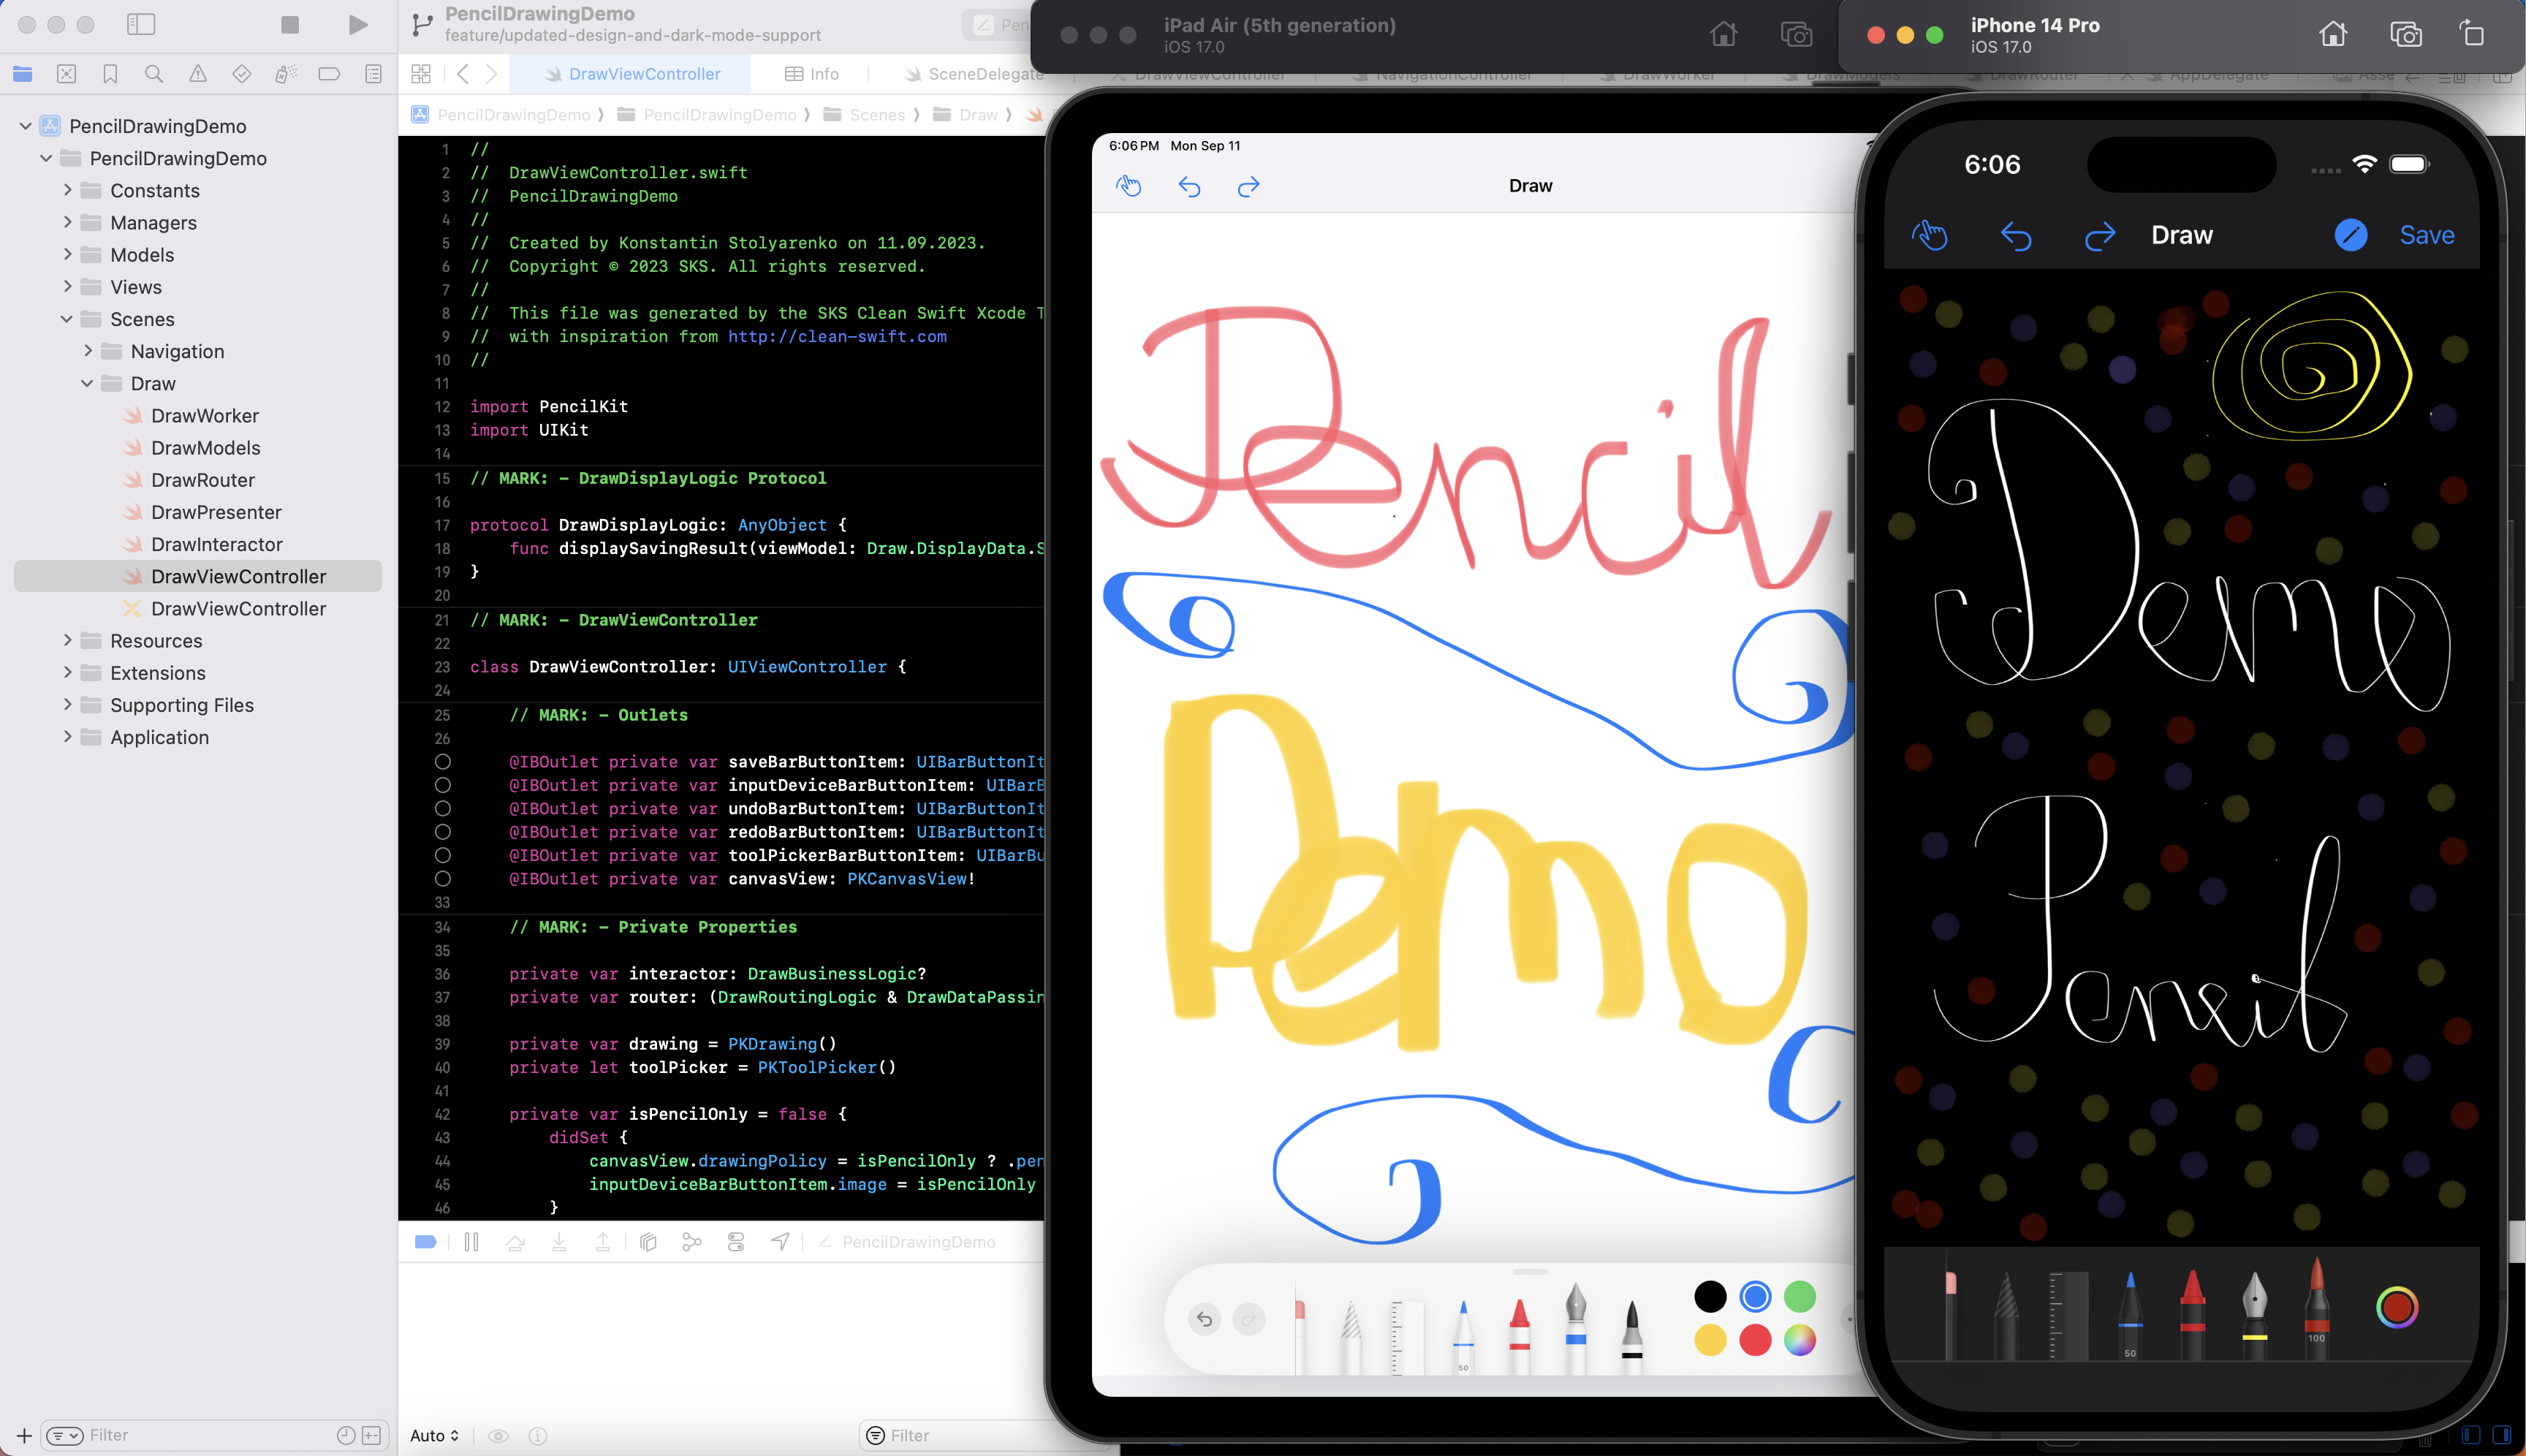 PencilDrawingDemo
feature/updated-design-and-dark-mode-support
Pen
iPad Air (5th generation)
iOS 17.0
iPhone 14 Pro
iOS 17.0
DrawViewController
Info
SceneDelegate
DrawViewController
NavigationController
DrawWorker
DrawModels
DrawRouter
AppDelegate
Asse
PencilDrawingDemo
PencilDrawingDemo
Scenes
Draw
PencilDrawingDemo
PencilDrawingDemo
Constants
Managers
Models
Views
Scenes
Navigation
Draw
DrawWorker
DrawModels
DrawRouter
DrawPresenter
DrawInteractor
DrawViewController
DrawViewController
Resources
Extensions
Supporting Files
Application
Filter
1 //
2 // DrawViewController.swift
3 // PencilDrawingDemo
4 //
5 // Created by Konstantin Stolyarenko on 11.09.2023.
6 // Copyright © 2023 SKS. All rights reserved.
7 //
8 // This file was generated by the SKS Clean Swift Xcode T
9 // with inspiration from http://clean-swift.com
10 //
11
12 import PencilKit
13 import UIKit
14
15 // MARK: - DrawDisplayLogic Protocol
16
17 protocol DrawDisplayLogic: AnyObject {
18 func displaySavingResult(viewModel: Draw.DisplayData.S
19 }
20
21 // MARK: - DrawViewController
22
23 class DrawViewController: UIViewController {
24
25 // MARK: - Outlets
26
@IBOutlet private var saveBarButtonItem: UIBarButtonIt
@IBOutlet private var inputDeviceBarButtonItem: UIBarB
@IBOutlet private var undoBarButtonItem: UIBarButtonIt
@IBOutlet private var redoBarButtonItem: UIBarButtonIt
@IBOutlet private var toolPickerBarButtonItem: UIBarBu
@IBOutlet private var canvasView: PKCanvasView!
33
34 // MARK: - Private Properties
35
36 private var interactor: DrawBusinessLogic?
37 private var router: (DrawRoutingLogic & DrawDataPassin
38
39 private var drawing = PKDrawing()
40 private let toolPicker = PKToolPicker()
41
42 private var isPencilOnly = false {
43 didSet {
44 canvasView.drawingPolicy = isPencilOnly ? .pen
45 inputDeviceBarButtonItem.image = isPencilOnly
46 }
PencilDrawingDemo
Auto
Filter
6:06 PM Mon Sep 11
Draw
Pencil
Demo
50
6:06
Draw
Save
Demo
Pencil
50
100